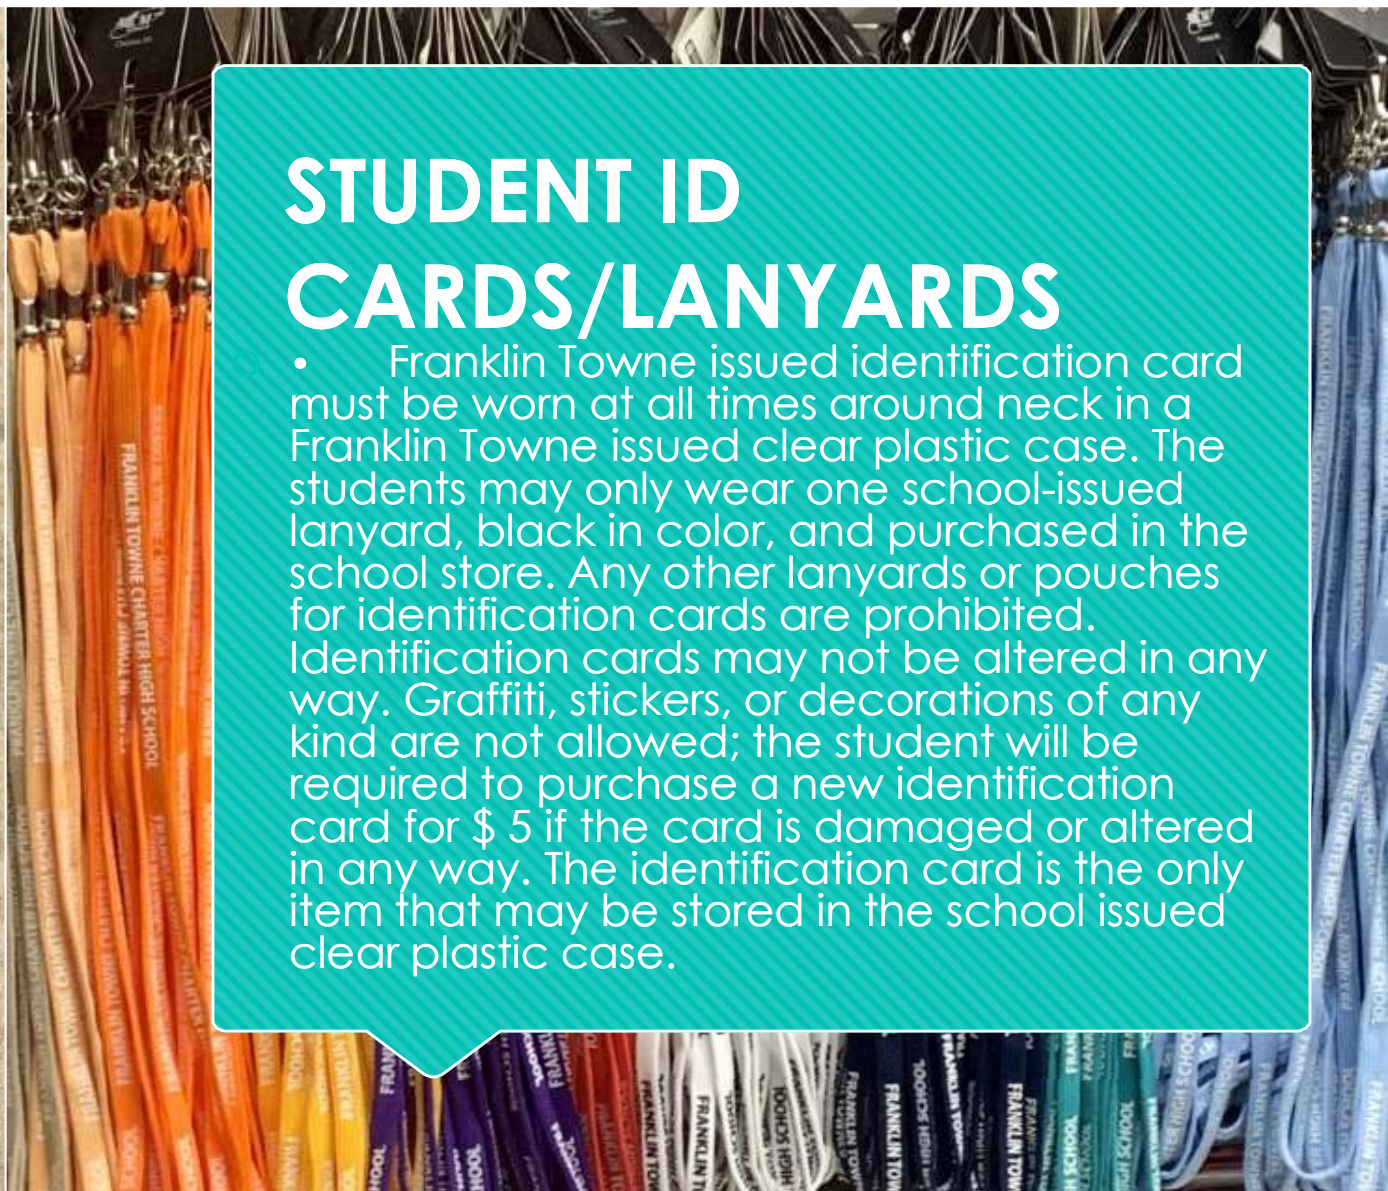 STUDENT ID
CARDS/LANYARDS
• Franklin Towne issued identification card
must be worn at all times around neck in a
Franklin Towne issued clear plastic case. The
students may only wear one school-issued
lanyard, black in color, and purchased in the
school store. Any other lanyards or pouches
for identification cards are prohibited.
Identification cards may not be altered in any
way. Graffiti, stickers, or decorations of any
kind are not allowed; the student will be
required to purchase a new identification
card for $ 5 if the card is damaged or altered
in any way. The identification card is the only
item that may be stored in the school issued
clear plastic case.
FRANKLIN TOWNE CHARTER HIGH SCHOOL